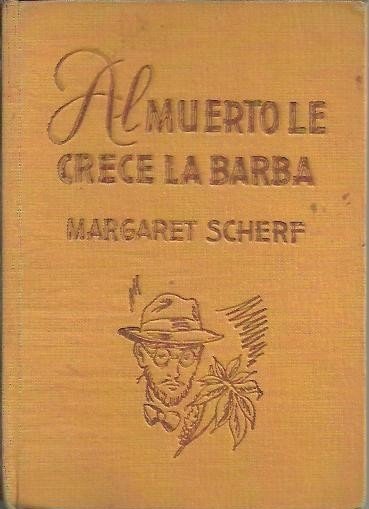 Al MUERTO LE
CRECE LA BARBA
MARGARET SCHERF